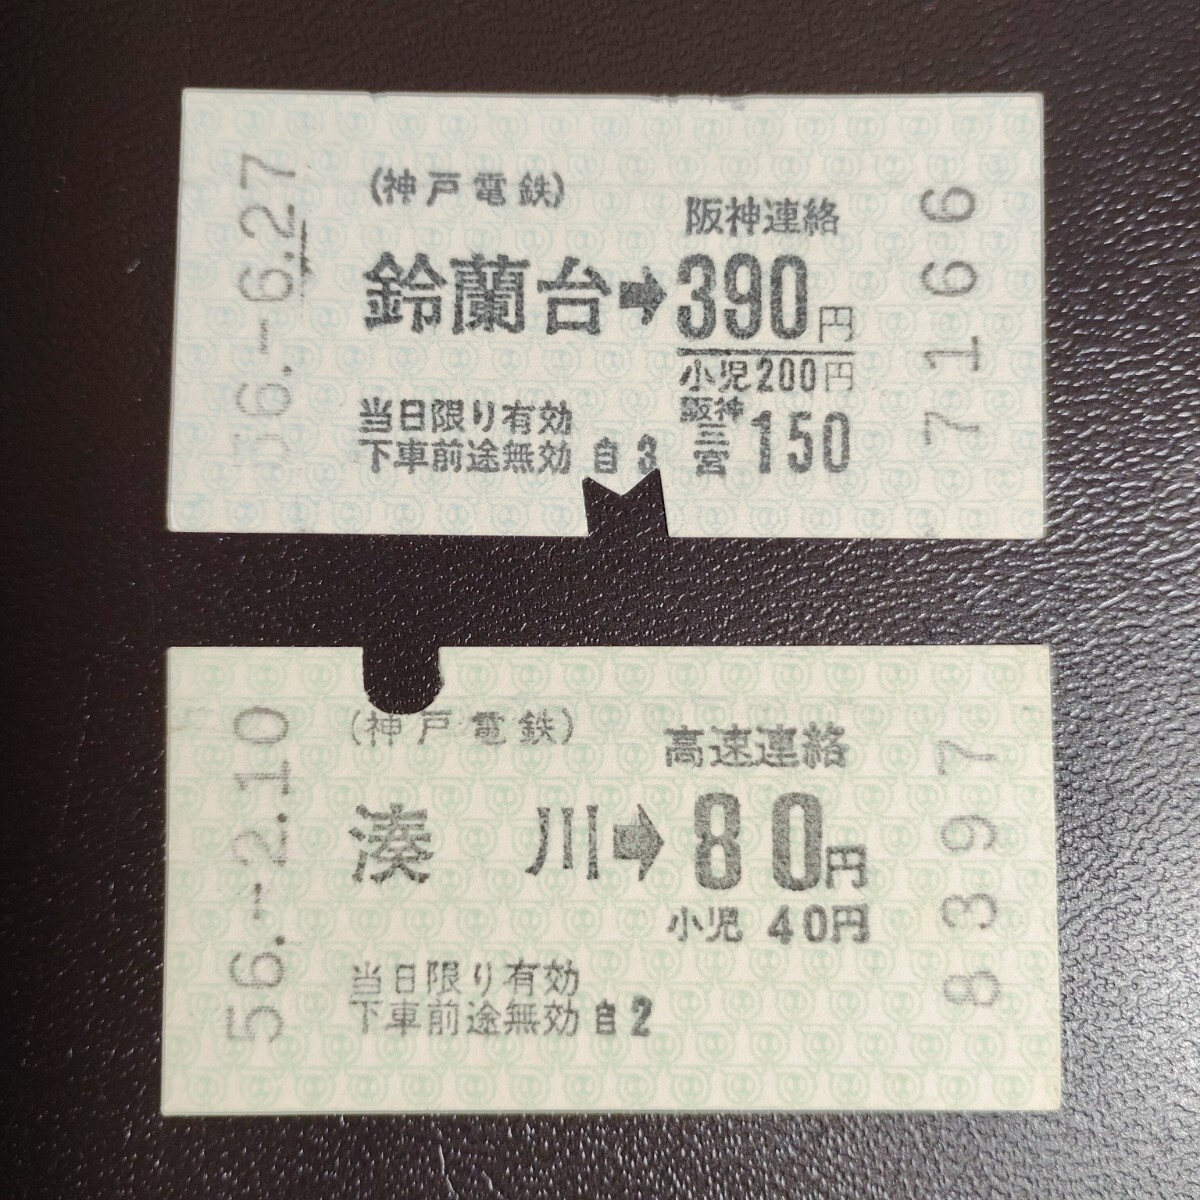 56.-6.27
(神戸電鉄)
鈴蘭台➡
阪神連絡
390円
小児200円
阪神
三宮 150
当日限り有効
下車前途無効 自 3
7166
56.-2.10
(神戸電鉄)
湊 川➡
高速連絡
80円
小児 40円
当日限り有効
下車前途無効 自 2
8397